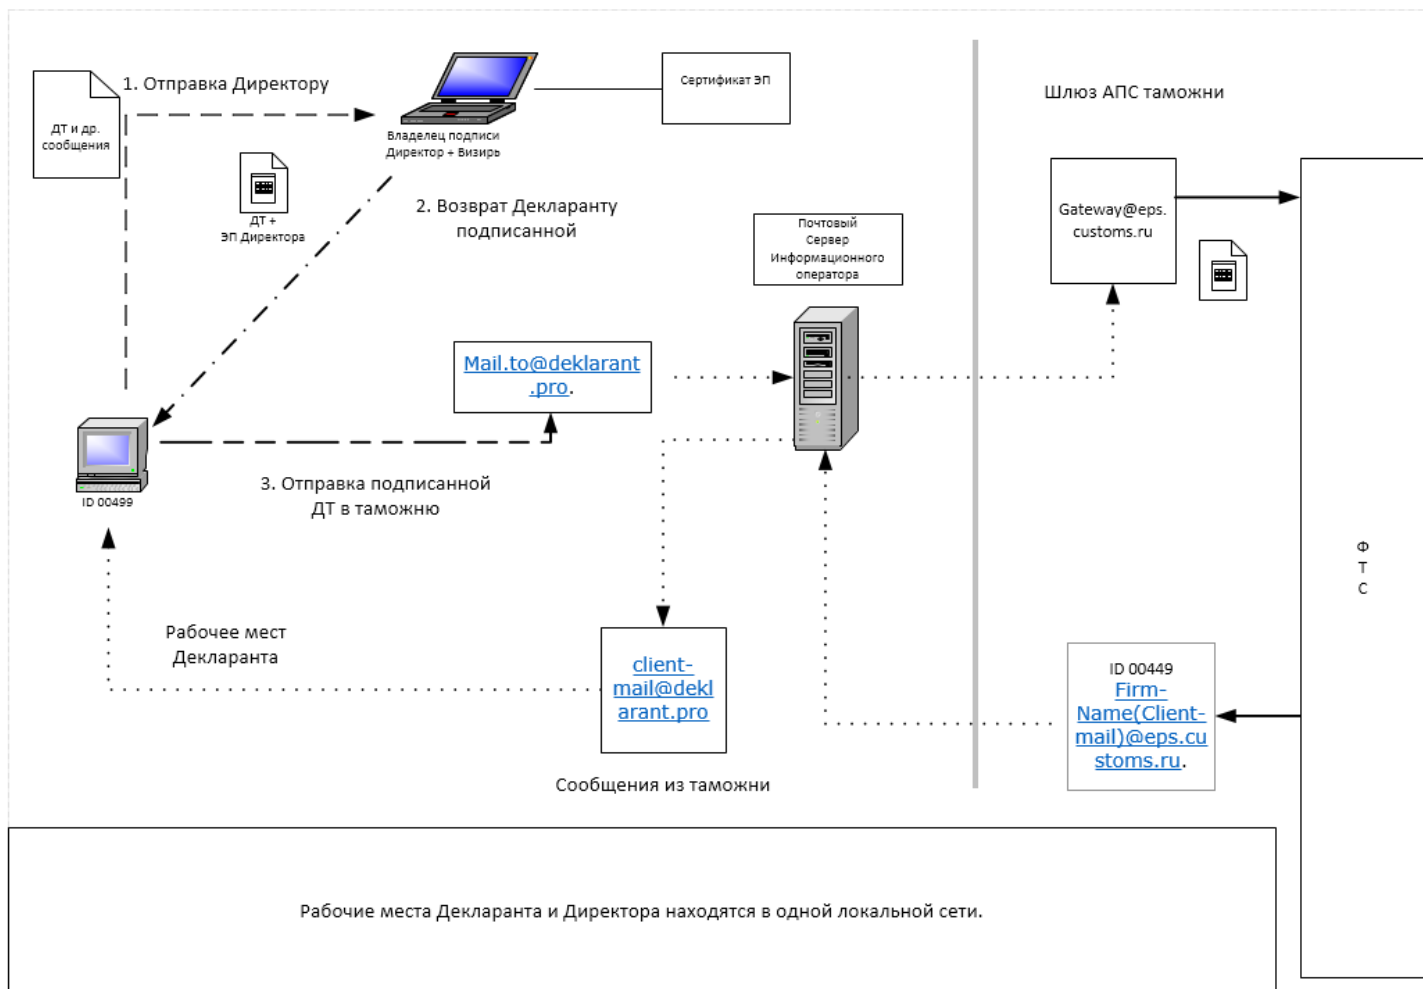 1. Отправка Директору
ДТ и др.
сообщения
Владелец подписи
Директор + Визирь
Сертификат ЭП
Шлюз АПС таможни
ДТ +
ЭП Директора
2. Возврат Декларанту
подписанной
Почтовый
Сервер
Информационного
оператора
Gateway@eps.
customs.ru
Mail.to@deklarant
.pro.
ID 00499
3. Отправка подписанной
ДТ в таможню
Ф
Т
С
Рабочее мест
Декларанта
client-
mail@dekl
arant.pro
ID 00449
Firm-
Name(Client-
mail)@eps.cu
stoms.ru.
Сообщения из таможни
Рабочие места Декларанта и Директора находятся в одной локальной сети.